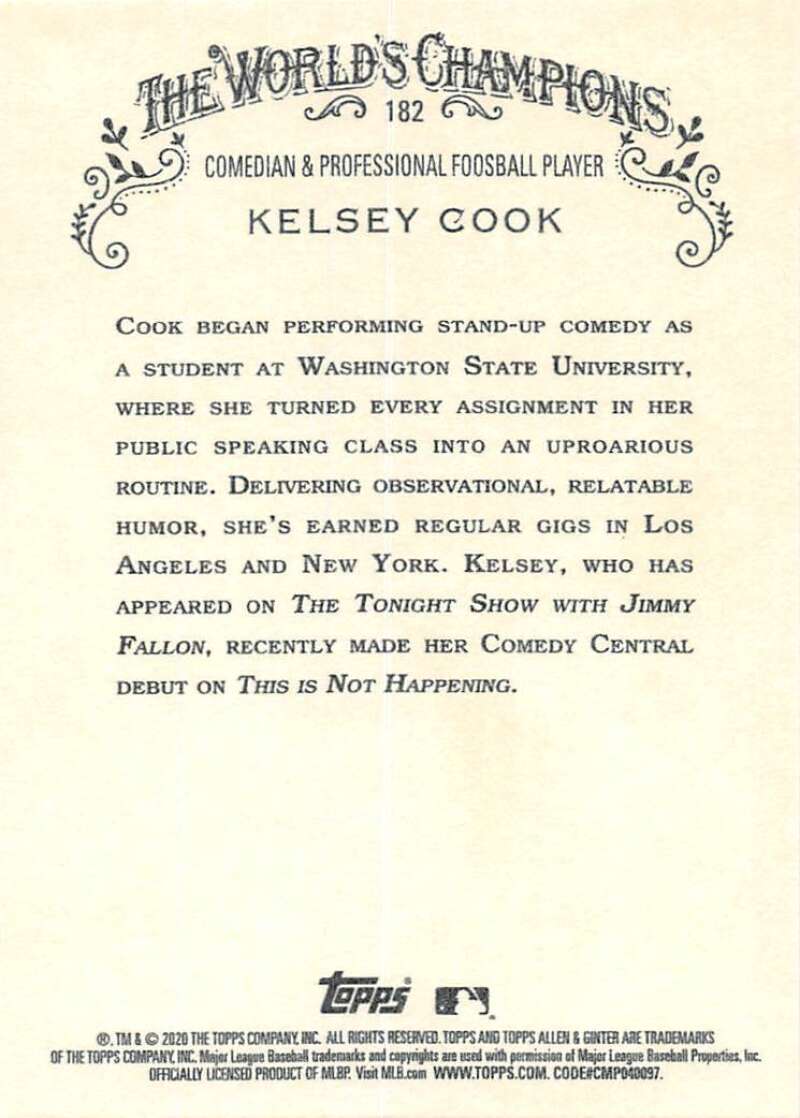 THE WORLD'S CHAMPIONS
182
COMEDIAN & PROFESSIONAL FOOSBALL PLAYER
KELSEY COOK
COOK BEGAN PERFORMING STAND-UP COMEDY AS
A STUDENT AT WASHINGTON STATE UNIVERSITY,
WHERE SHE TURNED EVERY ASSIGNMENT IN HER
PUBLIC SPEAKING CLASS INTO AN UPROARIOUS
ROUTINE. DELIVERING OBSERVATIONAL, RELATABLE
HUMOR, SHE'S EARNED REGULAR GIGS IN LOS
ANGELES AND NEW YORK. KELSEY, WHO HAS
APPEARED ON THE TONIGHT SHOW WITH JIMMY
FALLON, RECENTLY MADE HER COMEDY CENTRAL
DEBUT ON THIS IS NOT HAPPENING.
Topps®
®, TM & © 2020 THE TOPPS COMPANY, INC. ALL RIGHTS RESERVED. TOPPS AND TOPPS ALLEN & GINTER ARE TRADEMARKS
OF THE TOPPS COMPANY, INC. Major League Baseball trademarks and copyrights are used with permission of Major League Baseball Properties, Inc.
OFFICIALLY LICENSED PRODUCT OF MLBP. Visit MLB.com WWW.TOPPS.COM. CODE#CMP040097.